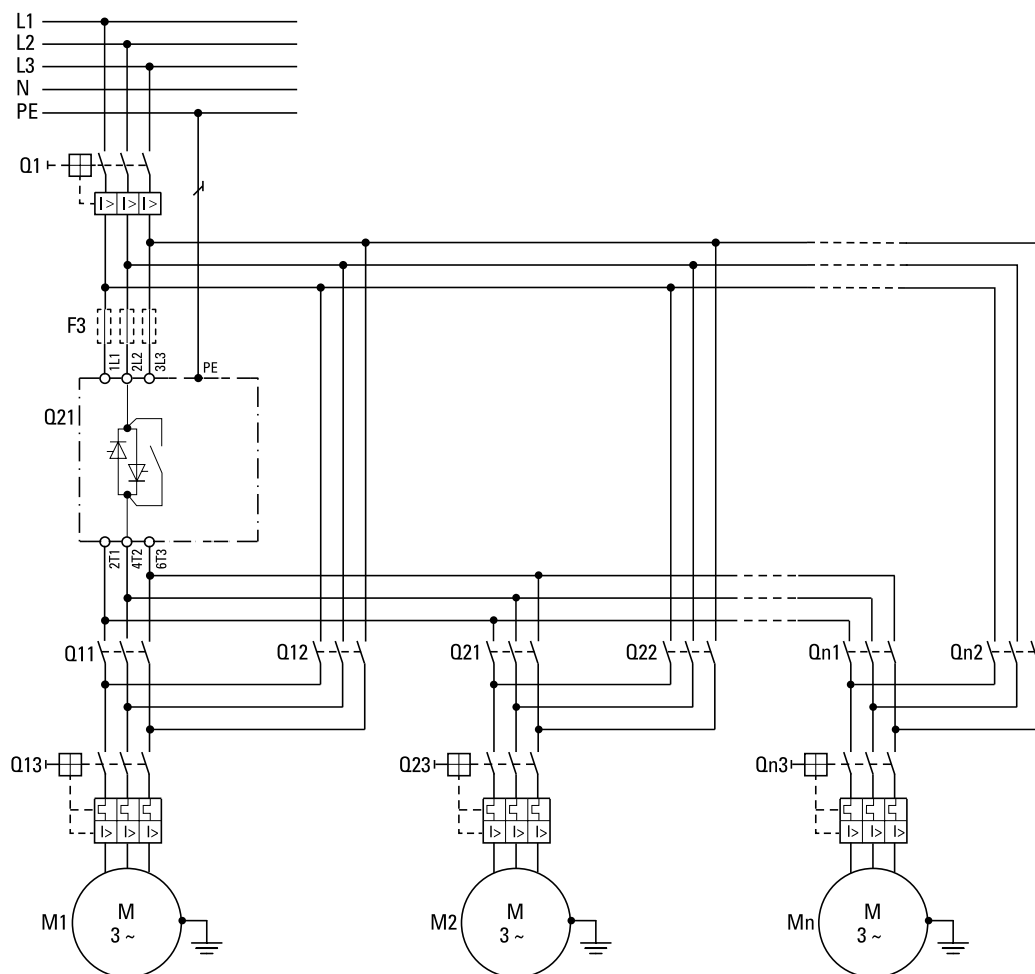 L1
L2
L3
N
PE
Q1
I> I> I>
F3
1L1 2L2 3L3 PE
Q21
2T1 4T2 6T3
Q11 Q12 Q21 Q22 Qn1 Qn2
Q13 Q23 Qn3
I> I> I> I> I> I> I> I> I>
M1 M 3 ~ M2 M 3 ~ Mn M 3 ~